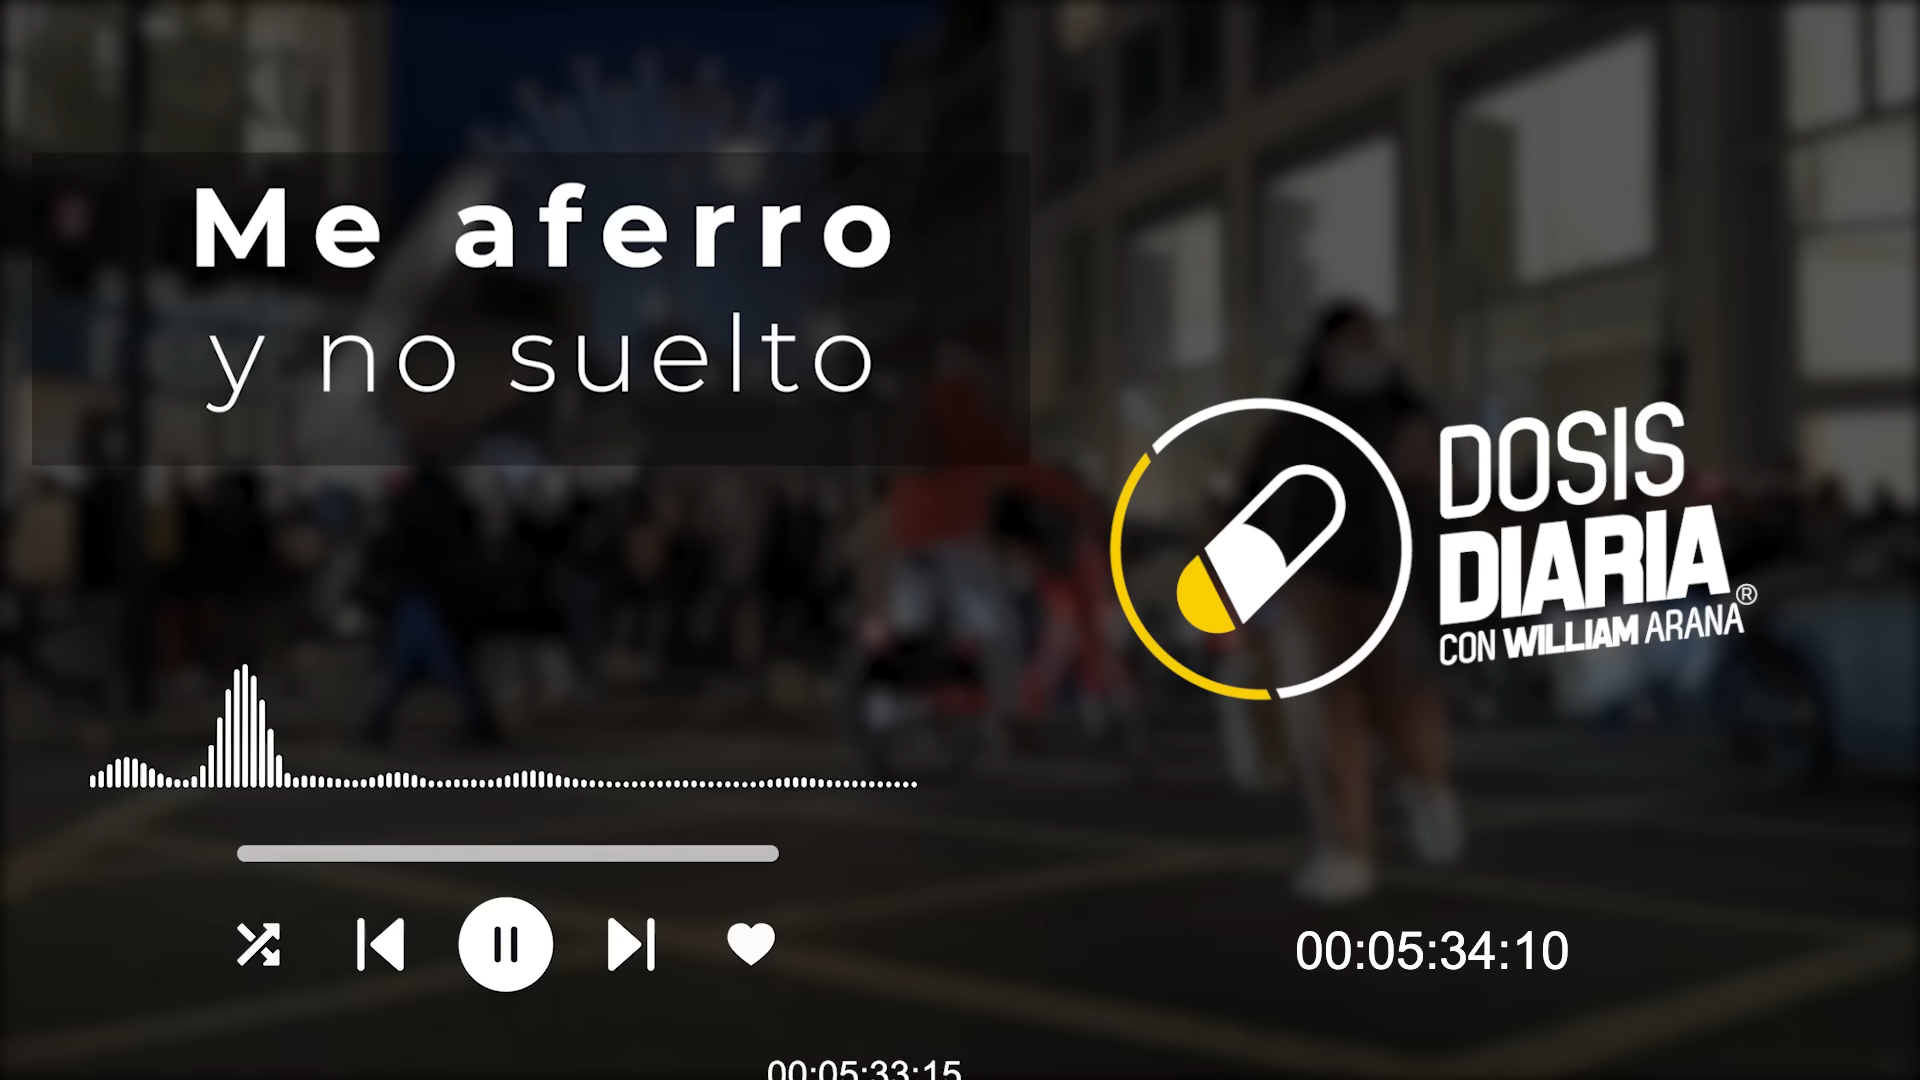 Me aferro
y no suelto
DOSIS
DIARIA®
CON WILLIAM ARANA
00:05:34:10
00:05:33:15